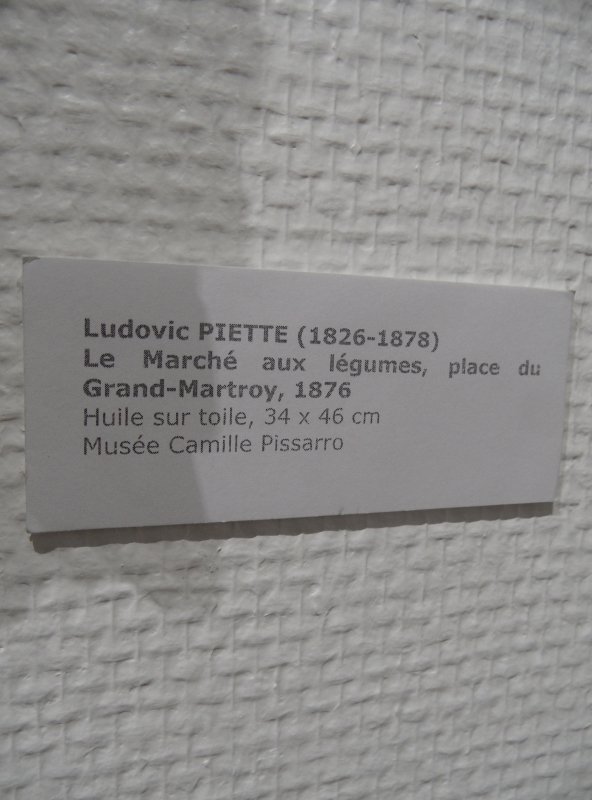 Ludovic PIETTE (1826-1878)
Le Marché aux légumes, place du
Grand-Martroy, 1876
Huile sur toile, 34 x 46 cm
Musée Camille Pissarro